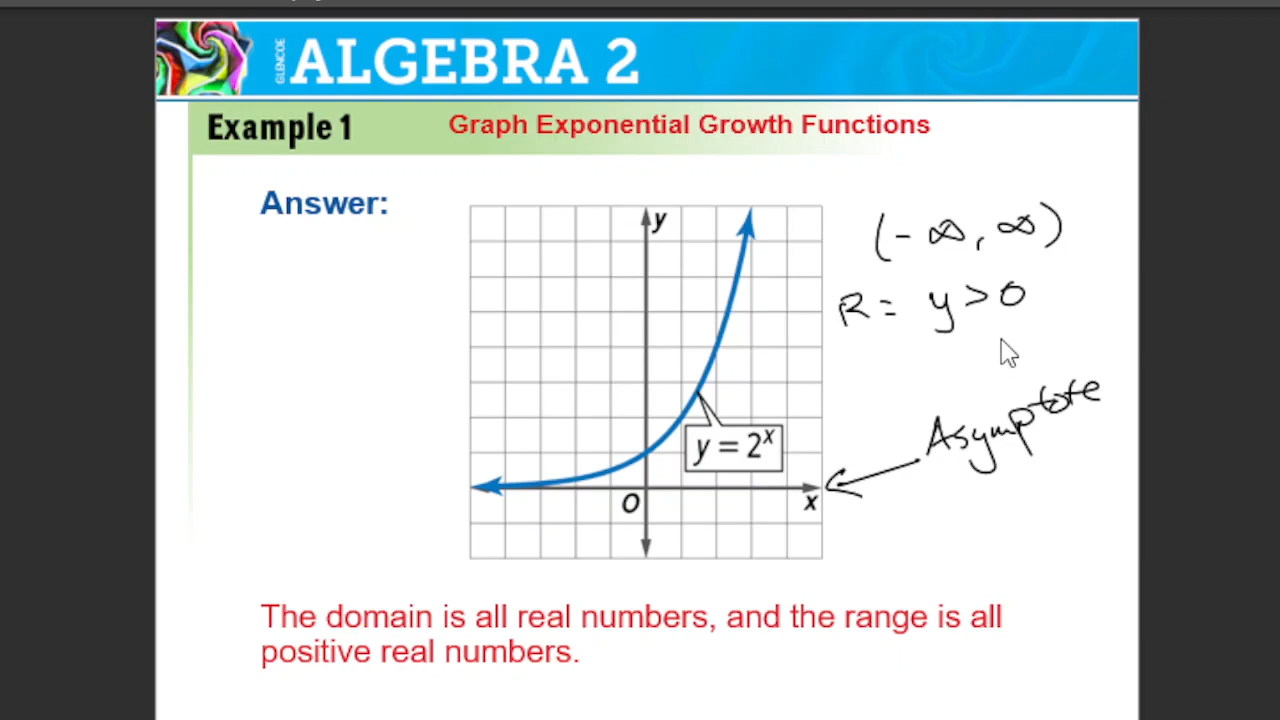 GLENCOE ALGEBRA 2
Example 1
Graph Exponential Growth Functions
Answer:
y
(-∞, ∞)
R = y > 0
Asymptote
y = 2ˣ
O
x
The domain is all real numbers, and the range is all
positive real numbers.